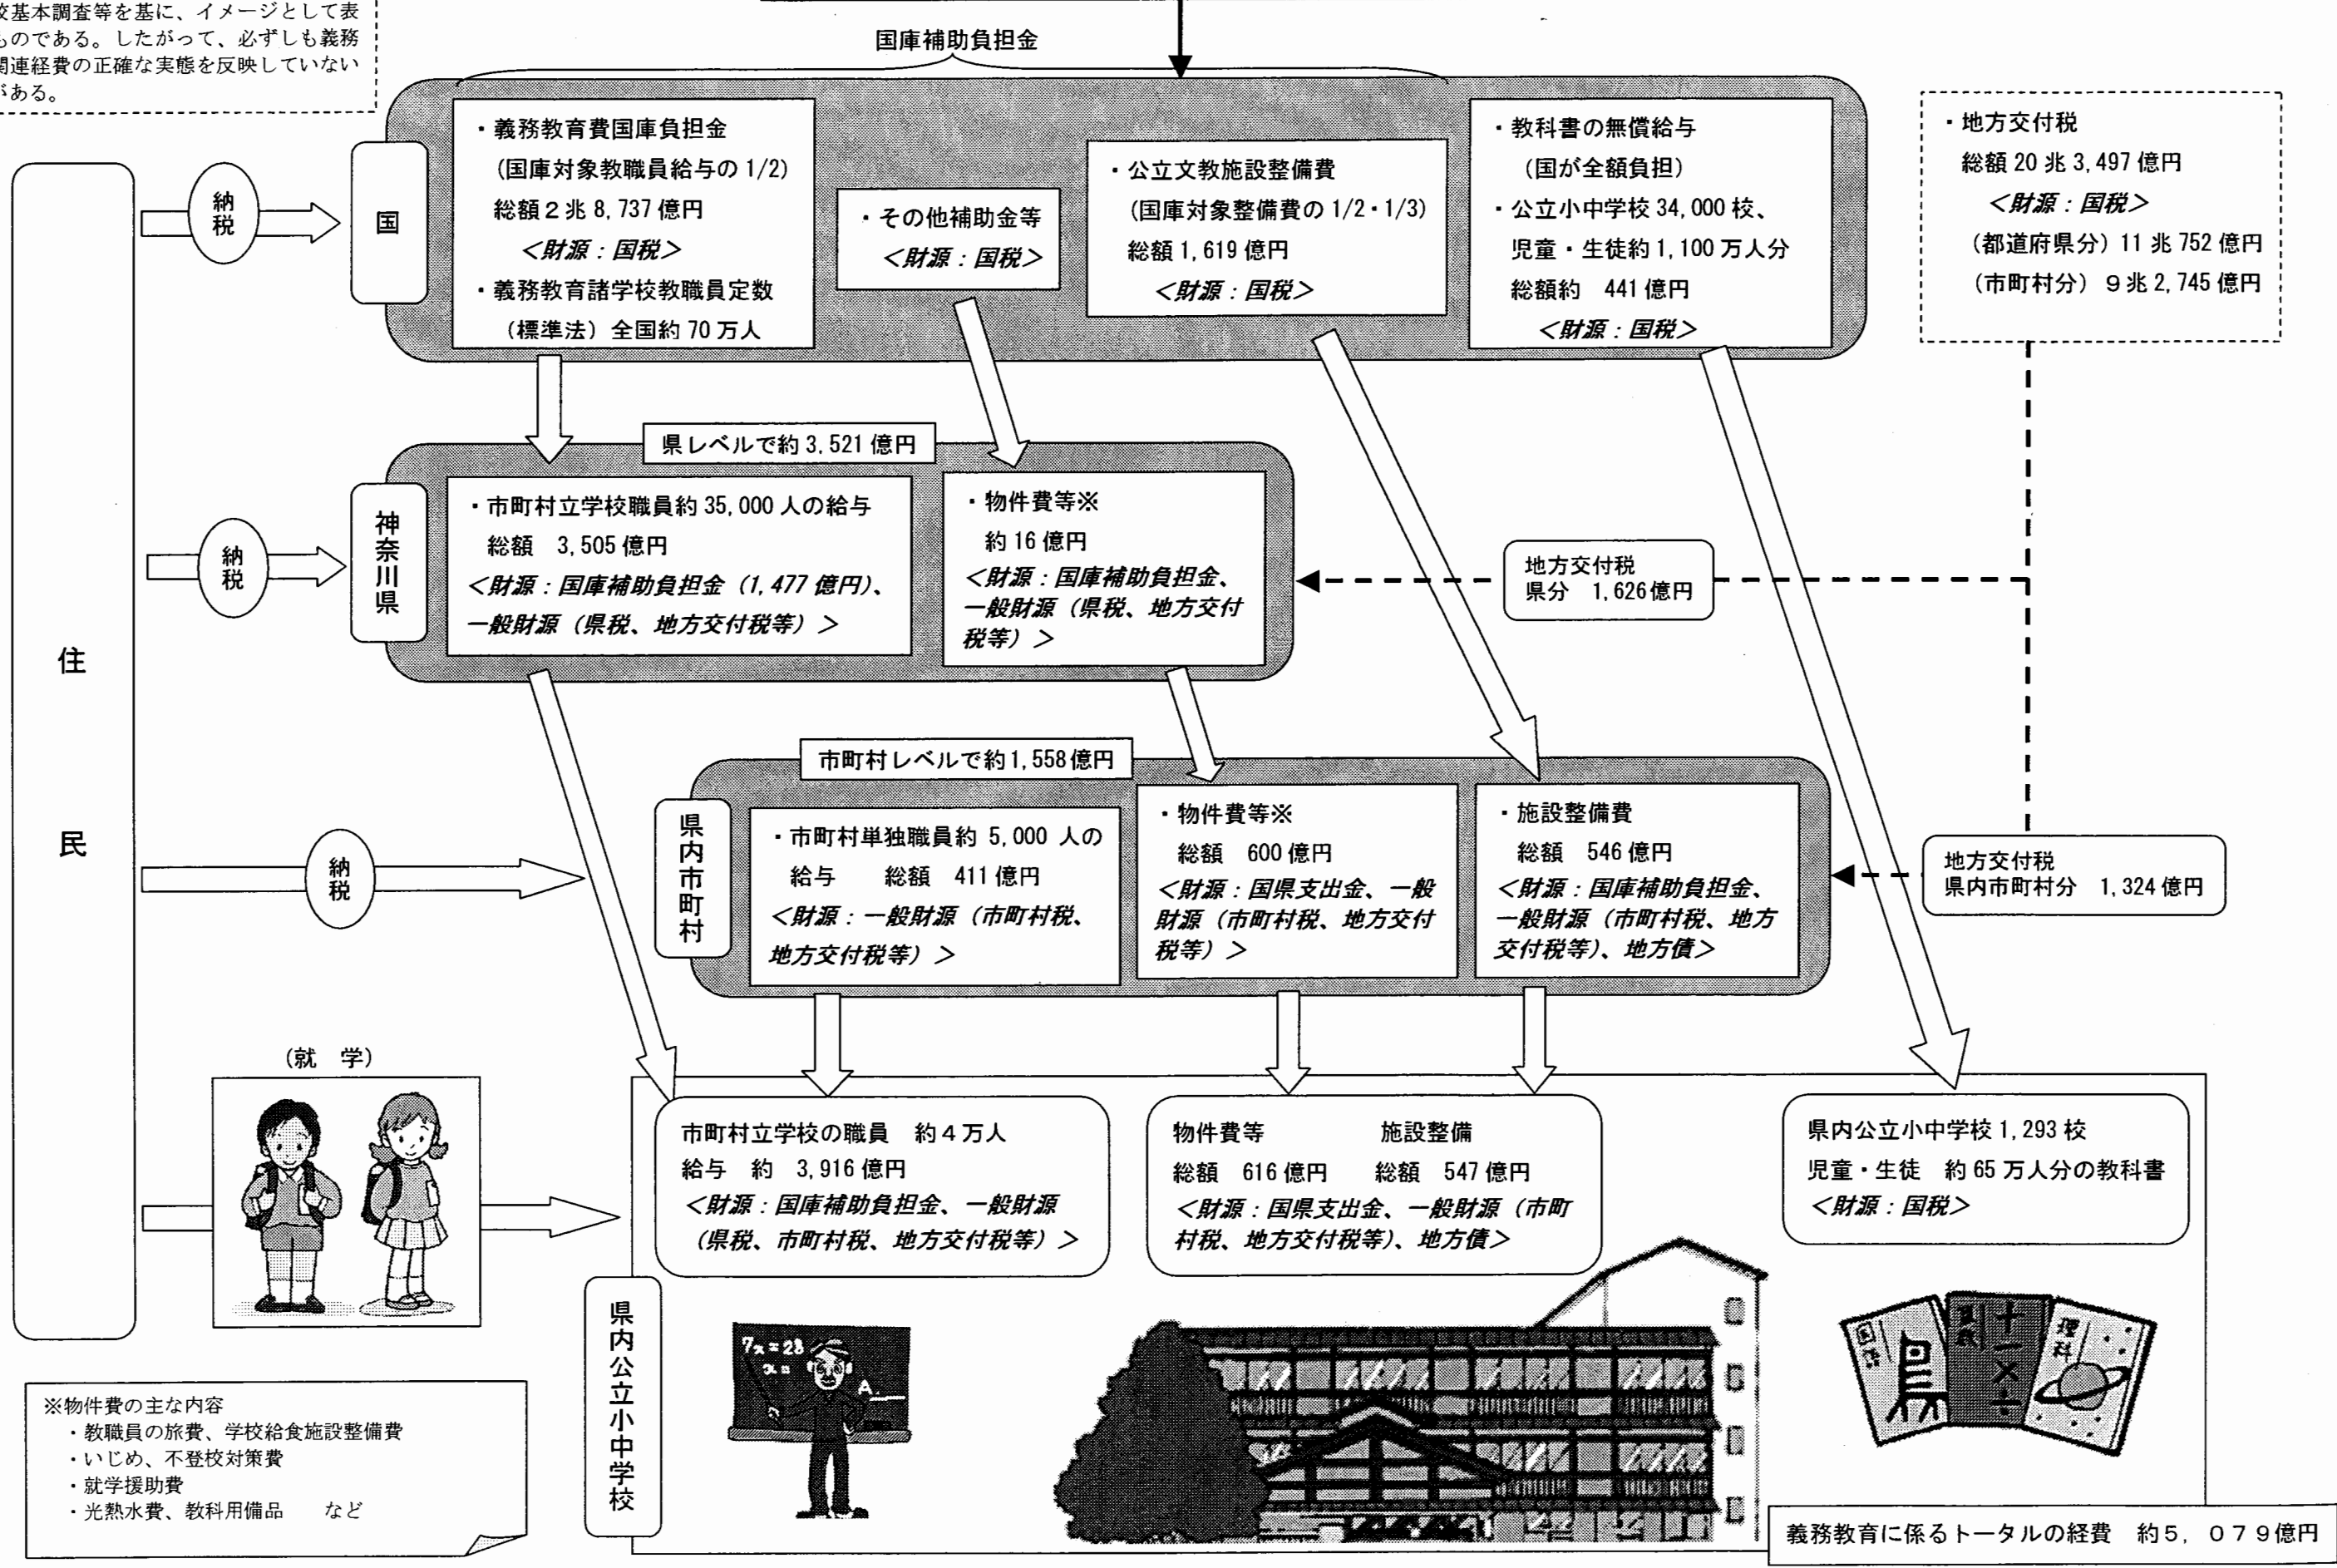 校基本調査等を基に、イメージとして表
ものである。したがって、必ずしも義務
関連経費の正確な実態を反映していない
がある。
国庫補助負担金
住民
納税
国
・義務教育費国庫負担金
(国庫対象教職員給与の1/2)
総額2兆8,737億円
<財源:国税>
・義務教育諸学校教職員定数
(標準法)全国約70万人
・その他補助金等
<財源:国税>
・公立文教施設整備費
(国庫対象整備費の1/2・1/3)
総額1,619億円
<財源:国税>
・教科書の無償給与
(国が全額負担)
・公立小中学校34,000校、
児童・生徒約1,100万人分
総額約 441億円
<財源:国税>
・地方交付税
総額20兆3,497億円
<財源:国税>
(都道府県分)11兆752億円
(市町村分)9兆2,745億円
納税
神奈川県
県レベルで約3,521億円
・市町村立学校職員約35,000人の給与
総額 3,505億円
<財源:国庫補助負担金(1,477億円)、
一般財源(県税、地方交付税等)>
・物件費等※
約16億円
<財源:国庫補助負担金、
一般財源(県税、地方交付
税等)>
地方交付税
県分 1,626億円
納税
県内市町村
市町村レベルで約1,558億円
・市町村単独職員約 5,000 人の
給与 総額 411億円
<財源:一般財源(市町村税、
地方交付税等)>
・物件費等※
総額 600億円
<財源:国県支出金、一般
財源(市町村税、地方交付
税等)>
・施設整備費
総額 546億円
<財源:国庫補助負担金、
一般財源(市町村税、地方
交付税等)、地方債>
地方交付税
県内市町村分 1,324億円
(就 学)
県内公立小中学校
市町村立学校の職員 約4万人
給与 約 3,916億円
<財源:国庫補助負担金、一般財源
(県税、市町村税、地方交付税等)>
物件費等 施設整備
総額 616億円 総額 547億円
<財源:国県支出金、一般財源(市町
村税、地方交付税等)、地方債>
県内公立小中学校1,293校
児童・生徒 約65万人分の教科書
<財源:国税>
7x=28
x=
A
+−×÷
理科
※物件費の主な内容
・教職員の旅費、学校給食施設整備費
・いじめ、不登校対策費
・就学援助費
・光熱水費、教科用備品 など
義務教育に係るトータルの経費 約5,079億円